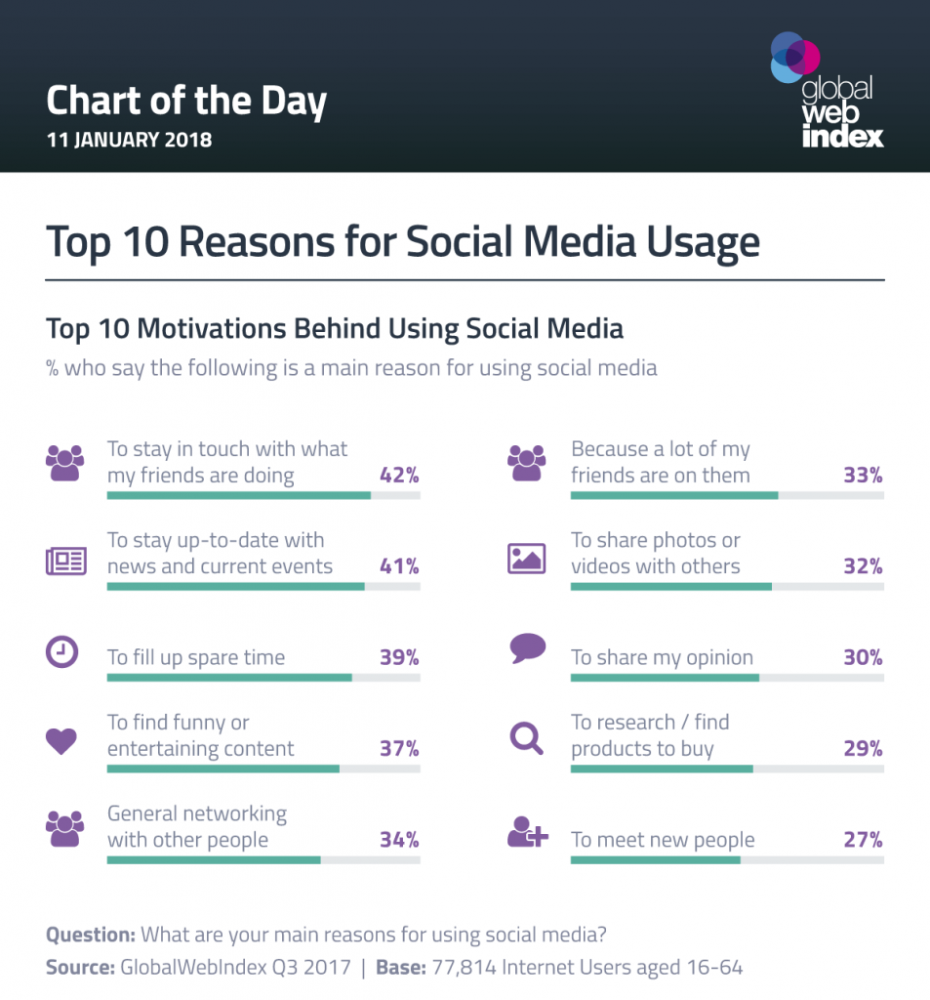 Chart of the Day
11 JANUARY 2018
global
web
index
Top 10 Reasons for Social Media Usage
Top 10 Motivations Behind Using Social Media
% who say the following is a main reason for using social media
To stay in touch with what
my friends are doing 42%
To stay up-to-date with
news and current events 41%
To fill up spare time 39%
To find funny or
entertaining content 37%
General networking
with other people 34%
Because a lot of my
friends are on them 33%
To share photos or
videos with others 32%
To share my opinion 30%
To research / find
products to buy 29%
To meet new people 27%
Question: What are your main reasons for using social media?
Source: GlobalWebIndex Q3 2017 | Base: 77,814 Internet Users aged 16-64